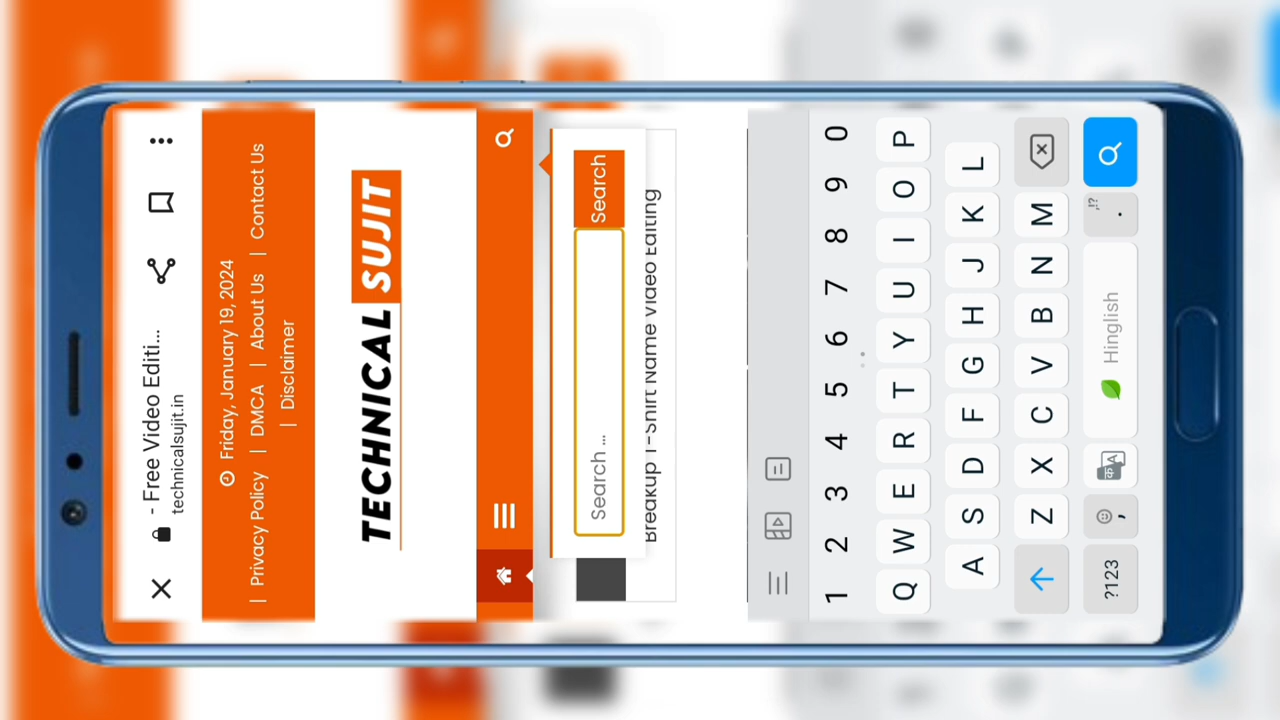 - Free Video Editi...
technicalsujit.in
Friday, January 19, 2024
| Privacy Policy | DMCA | About Us | Contact Us
| Disclaimer
TECHNICAL SUJIT
Search ... Search
Breakup T-Shirt Name Video Editing
1 2 3 4 5 6 7 8 9 0
Q W E R T Y U I O P
A S D F G H J K L
Z X C V B N M
?123 , Hinglish ,!? .